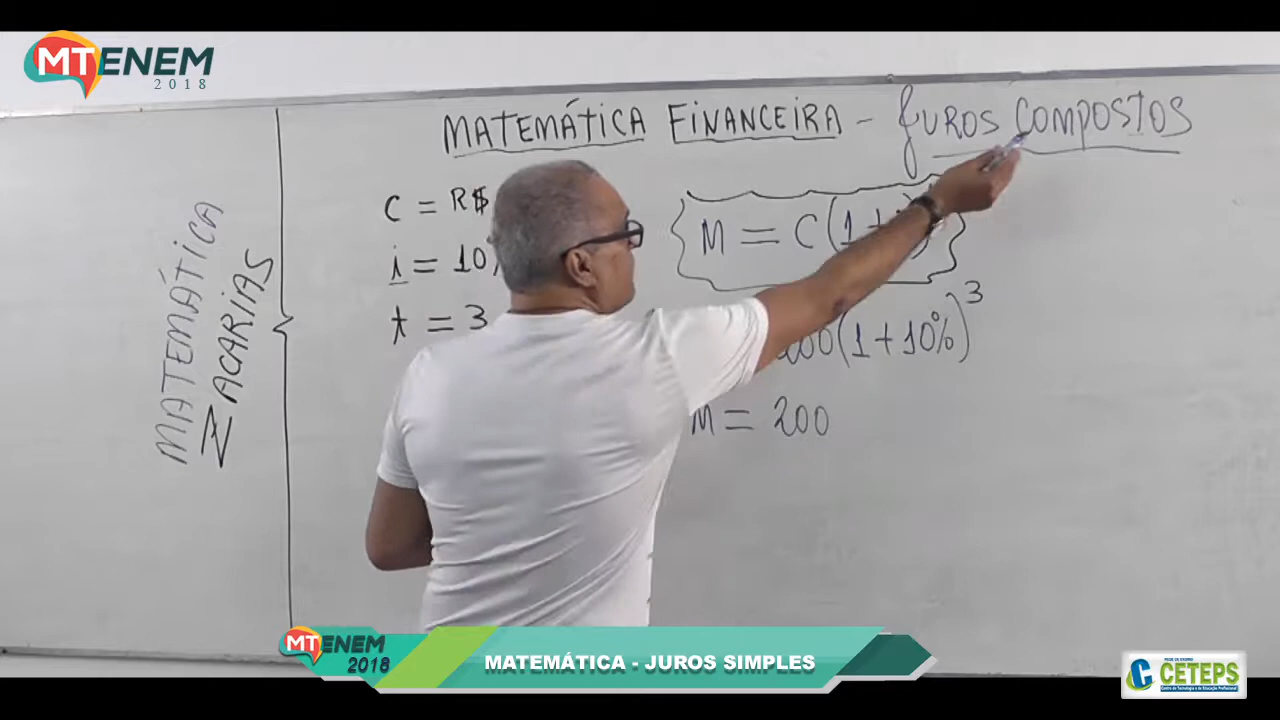 MTENEM
2018
MATEMÁTICA FINANCEIRA - JUROS COMPOSTOS
MATEMÁTICA
ZACARIAS
C = R$
i = 10
t = 3
M = C(1+
200(1+10%)³
M = 200
MTENEM
2018
MATEMÁTICA - JUROS SIMPLES
CETEPS